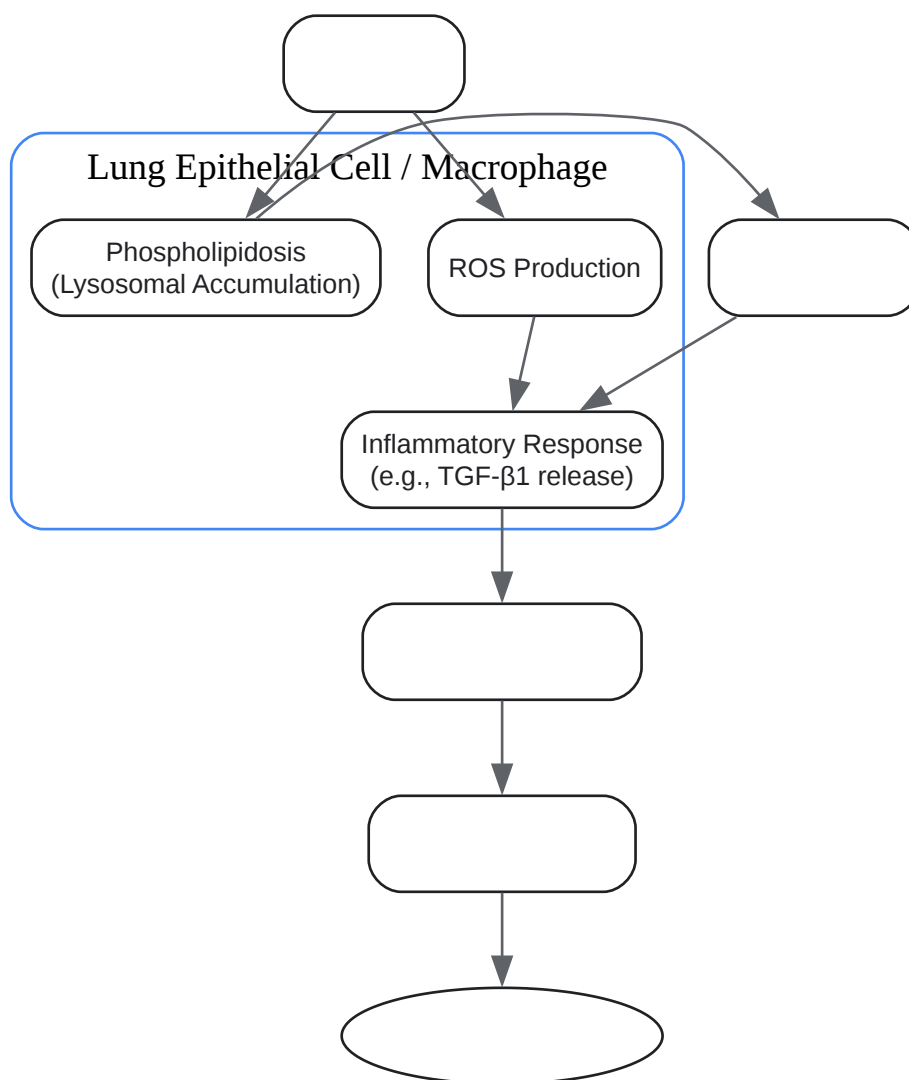 Lung Epithelial Cell / Macrophage
Phospholipidosis
(Lysosomal Accumulation)
ROS Production
Inflammatory Response
(e.g., TGF-β1 release)